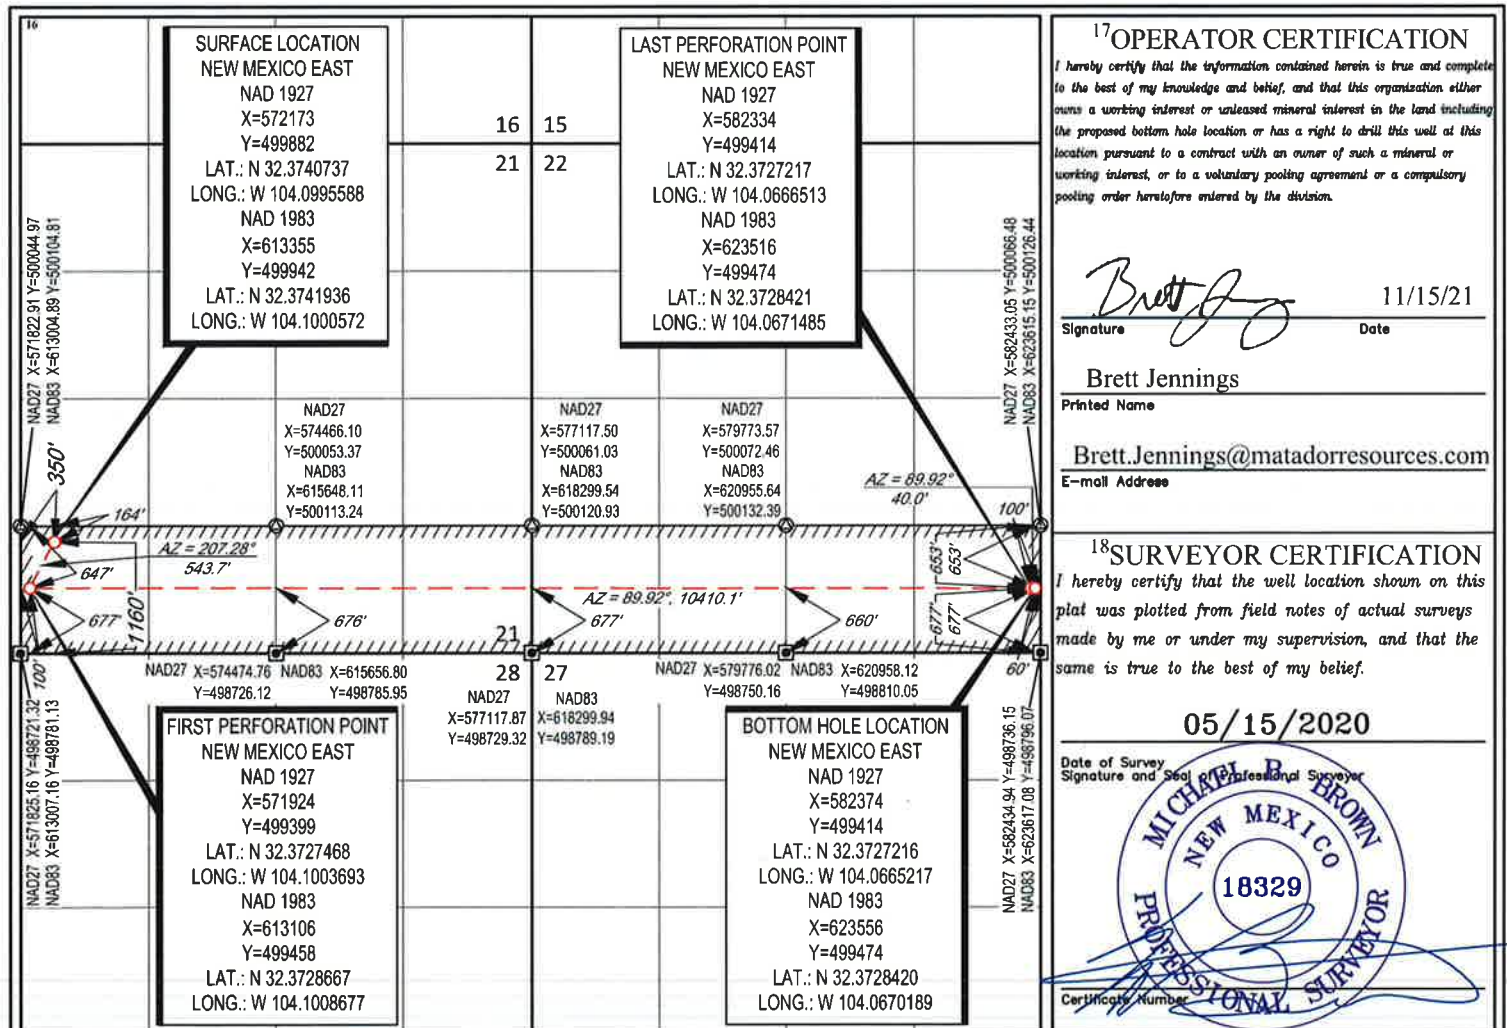 16
SURFACE LOCATION
NEW MEXICO EAST
NAD 1927
X=572173
Y=499882
LAT.: N 32.3740737
LONG.: W 104.0995588
NAD 1983
X=613355
Y=499942
LAT.: N 32.3741936
LONG.: W 104.1000572
16 15
21 22
LAST PERFORATION POINT
NEW MEXICO EAST
NAD 1927
X=582334
Y=499414
LAT.: N 32.3727217
LONG.: W 104.0666513
NAD 1983
X=623516
Y=499474
LAT.: N 32.3728421
LONG.: W 104.0671485
NAD27 X=571822.91 Y=500044.97
NAD83 X=613004.89 Y=500104.81
NAD27 X=582433.05 Y=500066.48
NAD83 X=623615.15 Y=500126.44
NAD27
X=574466.10
Y=500053.37
NAD83
X=615648.11
Y=500113.24
NAD27
X=577117.50
Y=500061.03
NAD83
X=618299.54
Y=500120.93
NAD27
X=579773.57
Y=500072.46
NAD83
X=620955.64
Y=500132.39
AZ = 89.92°
40.0'
100'
350'
164'
AZ = 207.28°
543.7'
647'
677'
1160'
100'
676'
AZ = 89.92°, 10410.1'
677'
660'
653'
653'
677'
677'
60'
21
28 27
NAD27 X=574474.76 NAD83 X=615656.80
Y=498726.12 Y=498785.95
NAD27 NAD83
X=577117.87 X=618299.94
Y=498729.32 Y=498789.19
NAD27 X=579776.02 NAD83 X=620958.12
Y=498750.16 Y=498810.05
NAD27 X=571825.16 Y=498721.32
NAD83 X=613007.16 Y=498781.13
NAD27 X=582434.94 Y=498736.15
NAD83 X=623617.08 Y=498796.07
FIRST PERFORATION POINT
NEW MEXICO EAST
NAD 1927
X=571924
Y=499399
LAT.: N 32.3727468
LONG.: W 104.1003693
NAD 1983
X=613106
Y=499458
LAT.: N 32.3728667
LONG.: W 104.1008677
BOTTOM HOLE LOCATION
NEW MEXICO EAST
NAD 1927
X=582374
Y=499414
LAT.: N 32.3727216
LONG.: W 104.0665217
NAD 1983
X=623556
Y=499474
LAT.: N 32.3728420
LONG.: W 104.0670189
17OPERATOR CERTIFICATION
I hereby certify that the information contained herein is true and complete
to the best of my knowledge and belief, and that this organization either
owns a working interest or unleased mineral interest in the land including
the proposed bottom hole location or has a right to drill this well at this
location pursuant to a contract with an owner of such a mineral or
working interest, or to a voluntary pooling agreement or a compulsory
pooling order heretofore entered by the division.
11/15/21
Signature Date
Brett Jennings
Printed Name
Brett.Jennings@matadorresources.com
E-mail Address
18SURVEYOR CERTIFICATION
I hereby certify that the well location shown on this
plat was plotted from field notes of actual surveys
made by me or under my supervision, and that the
same is true to the best of my belief.
05/15/2020
Date of Survey
Signature and Seal of Professional Surveyor
MICHAEL B. BROWN
NEW MEXICO
18329
PROFESSIONAL SURVEYOR
Certificate Number